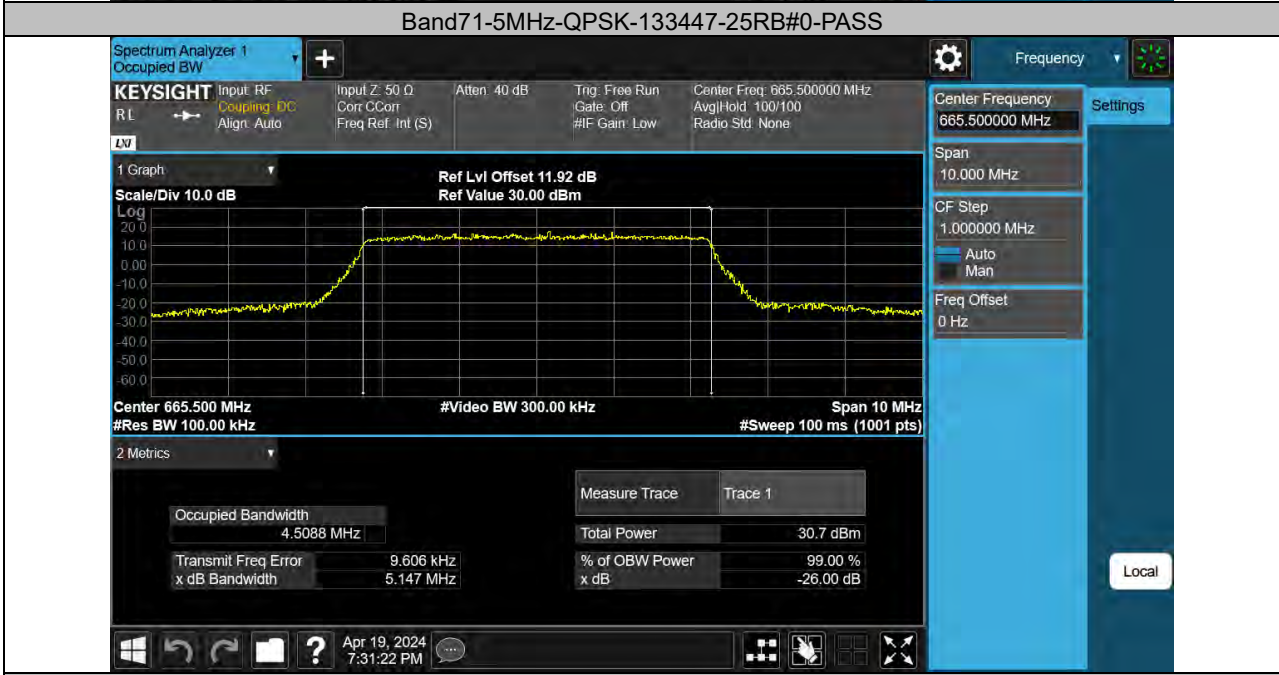 Band71-5MHz-QPSK-133447-25RB#0-PASS
Spectrum Analyzer 1
Occupied BW
+
Frequency
KEYSIGHT
RL
LXI
Input: RF
Coupling: DC
Align: Auto
Input Z: 50 Ω
Corr CCorr
Freq Ref: Int (S)
Atten: 40 dB
Trig: Free Run
Gate: Off
#IF Gain: Low
Center Freq: 665.500000 MHz
Avg|Hold: 100/100
Radio Std: None
Center Frequency
665.500000 MHz
Settings
Span
10.000 MHz
CF Step
1.000000 MHz
Auto
Man
Freq Offset
0 Hz
Local
1 Graph
Scale/Div 10.0 dB
Ref Lvl Offset 11.92 dB
Ref Value 30.00 dBm
Log
20.0
10.0
0.00
-10.0
-20.0
-30.0
-40.0
-50.0
-60.0
Center 665.500 MHz
#Video BW 300.00 kHz
Span 10 MHz
#Res BW 100.00 kHz
#Sweep 100 ms (1001 pts)
2 Metrics
Measure Trace
Trace 1
Occupied Bandwidth
4.5088 MHz
Total Power
30.7 dBm
Transmit Freq Error
9.606 kHz
% of OBW Power
99.00 %
x dB Bandwidth
5.147 MHz
x dB
-26.00 dB
?
Apr 19, 2024
7:31:22 PM